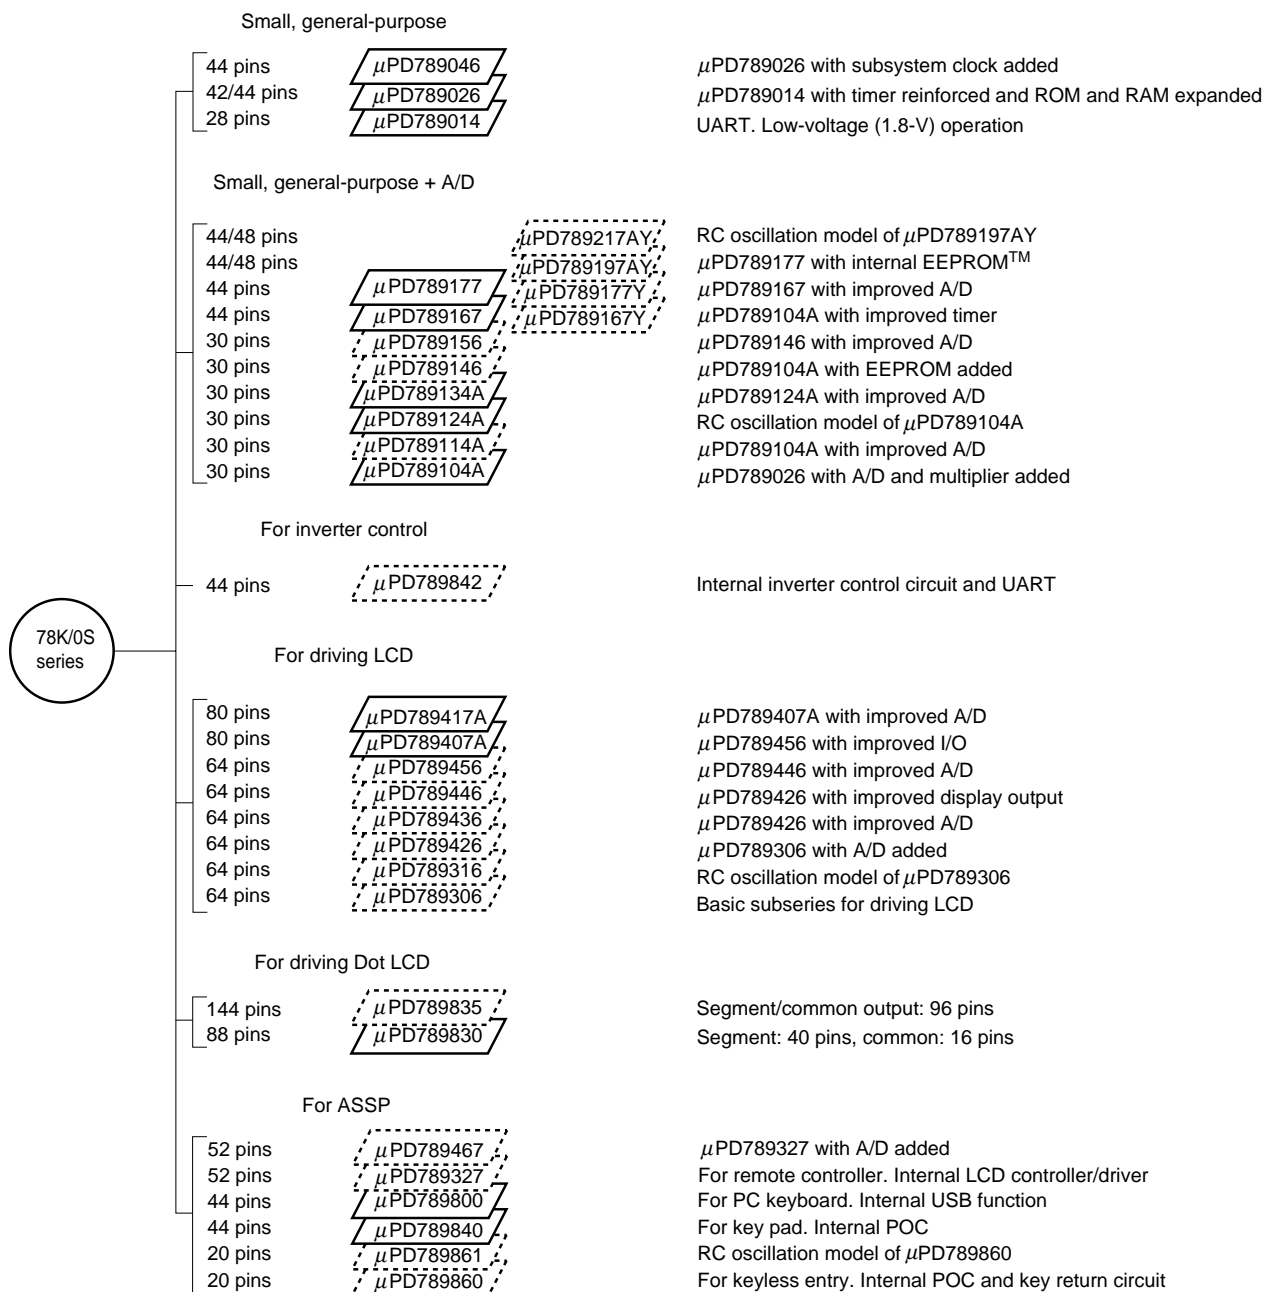 Small, general-purpose
44 pins μPD789046 μPD789026 with subsystem clock added
42/44 pins μPD789026 μPD789014 with timer reinforced and ROM and RAM expanded
28 pins μPD789014 UART. Low-voltage (1.8-V) operation
Small, general-purpose + A/D
44/48 pins μPD789217AY RC oscillation model of μPD789197AY
44/48 pins μPD789197AY μPD789177 with internal EEPROM™
44 pins μPD789177 μPD789177Y μPD789167 with improved A/D
44 pins μPD789167 μPD789167Y μPD789104A with improved timer
30 pins μPD789156 μPD789146 with improved A/D
30 pins μPD789146 μPD789104A with EEPROM added
30 pins μPD789134A μPD789124A with improved A/D
30 pins μPD789124A RC oscillation model of μPD789104A
30 pins μPD789114A μPD789104A with improved A/D
30 pins μPD789104A μPD789026 with A/D and multiplier added
For inverter control
44 pins μPD789842 Internal inverter control circuit and UART
78K/0S
series
For driving LCD
80 pins μPD789417A μPD789407A with improved A/D
80 pins μPD789407A μPD789456 with improved I/O
64 pins μPD789456 μPD789446 with improved A/D
64 pins μPD789446 μPD789426 with improved display output
64 pins μPD789436 μPD789426 with improved A/D
64 pins μPD789426 μPD789306 with A/D added
64 pins μPD789316 RC oscillation model of μPD789306
64 pins μPD789306 Basic subseries for driving LCD
For driving Dot LCD
144 pins μPD789835 Segment/common output: 96 pins
88 pins μPD789830 Segment: 40 pins, common: 16 pins
For ASSP
52 pins μPD789467 μPD789327 with A/D added
52 pins μPD789327 For remote controller. Internal LCD controller/driver
44 pins μPD789800 For PC keyboard. Internal USB function
44 pins μPD789840 For key pad. Internal POC
20 pins μPD789861 RC oscillation model of μPD789860
20 pins μPD789860 For keyless entry. Internal POC and key return circuit